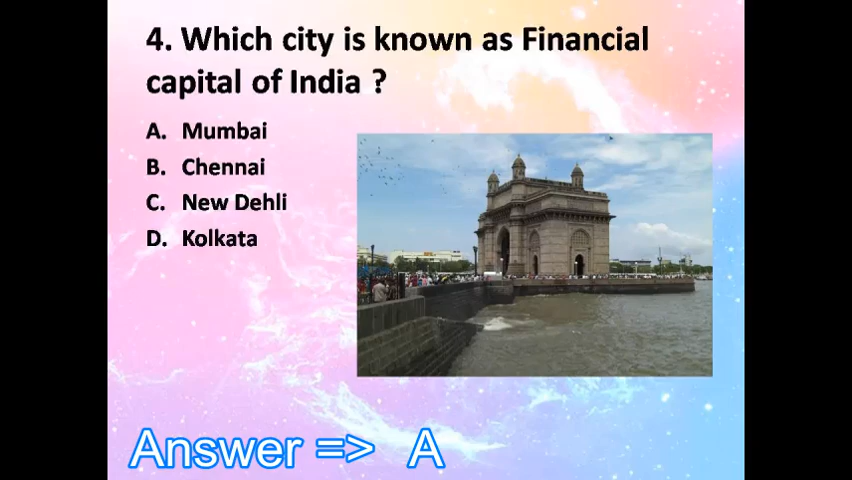 4. Which city is known as Financial
capital of India ?
A. Mumbai
B. Chennai
C. New Dehli
D. Kolkata
Answer => A